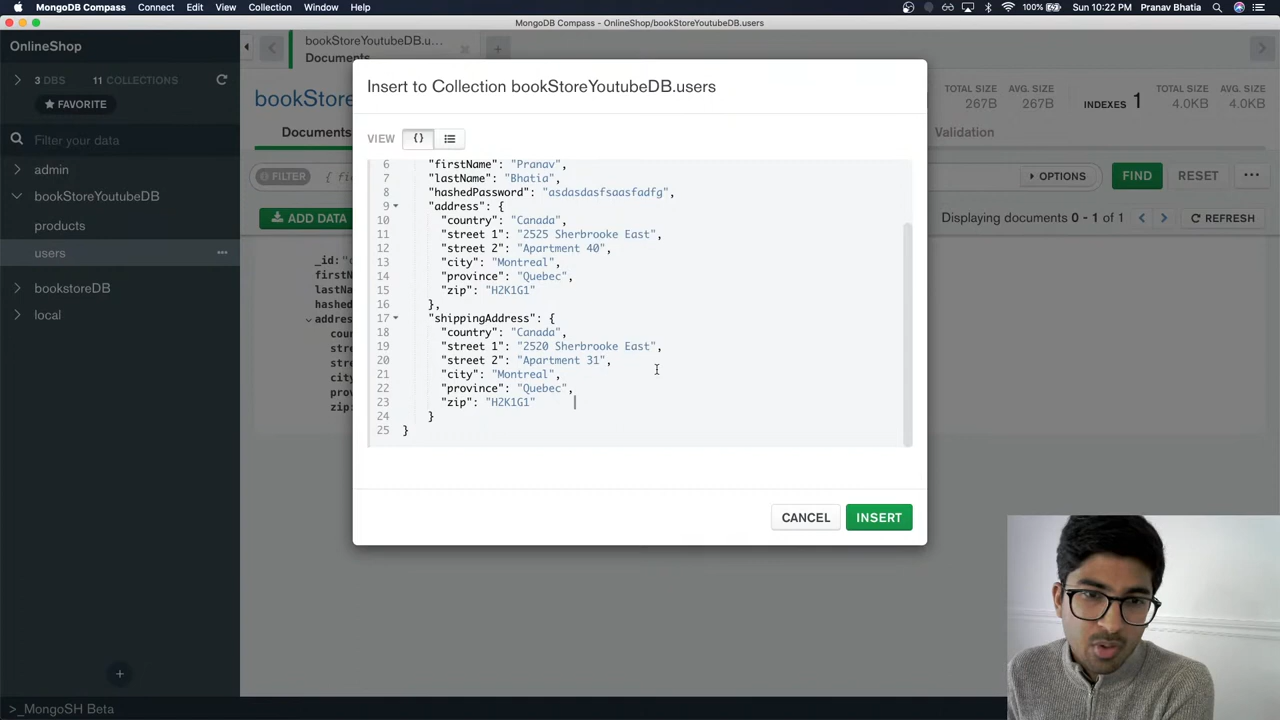 MongoDB Compass Connect Edit View Collection Window Help
100% Sun 10:22 PM Pranav Bhatia
MongoDB Compass - OnlineShop/bookStoreYoutubeDB.users
OnlineShop
3 DBS 11 COLLECTIONS
FAVORITE
Filter your data
admin
bookStoreYoutubeDB
products
users
bookstoreDB
local
>_MongoSH Beta
bookStoreYoutubeDB.u...
Documents
bookStore
TOTAL SIZE AVG. SIZE
267B 267B
INDEXES 1
TOTAL SIZE AVG. SIZE
4.0KB 4.0KB
Documents
Validation
FILTER
OPTIONS
FIND RESET
ADD DATA
Displaying documents 0 - 1 of 1
REFRESH
_id:
hashed
zip:
Insert to Collection bookStoreYoutubeDB.users
VIEW {}
6 "firstName": "Pranav",
7 "lastName": "Bhatia",
8 "hashedPassword": "asdasdasfsaasfadfg",
9 "address": {
10 "country": "Canada",
11 "street 1": "2525 Sherbrooke East",
12 "street 2": "Apartment 40",
13 "city": "Montreal",
14 "province": "Quebec",
15 "zip": "H2K1G1"
16 },
17 "shippingAddress": {
18 "country": "Canada",
19 "street 1": "2520 Sherbrooke East",
20 "street 2": "Apartment 31",
21 "city": "Montreal",
22 "province": "Quebec",
23 "zip": "H2K1G1"
24 }
25 }
CANCEL INSERT